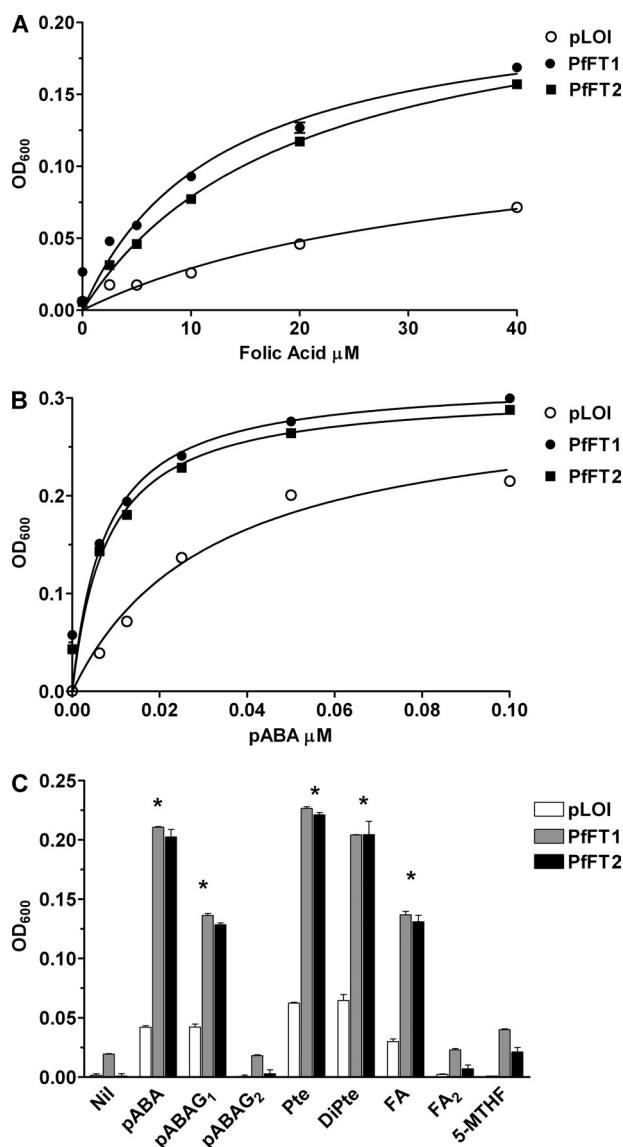 A
0.20
0.15
0.10
0.05
0.00
OD600
0
10
20
30
40
Folic Acid µM
pLOI
PfFT1
PfFT2
B
0.3
0.2
0.1
0.0
OD600
0.00
0.02
0.04
0.06
0.08
0.10
pABA µM
pLOI
PfFT1
PfFT2
C
0.25
0.20
0.15
0.10
0.05
0.00
OD600
* * * * *
pLOI
PfFT1
PfFT2
Nil
pABA
pABAG1
pABAG2
Pte
DiPte
FA
FA2
5-MTHF